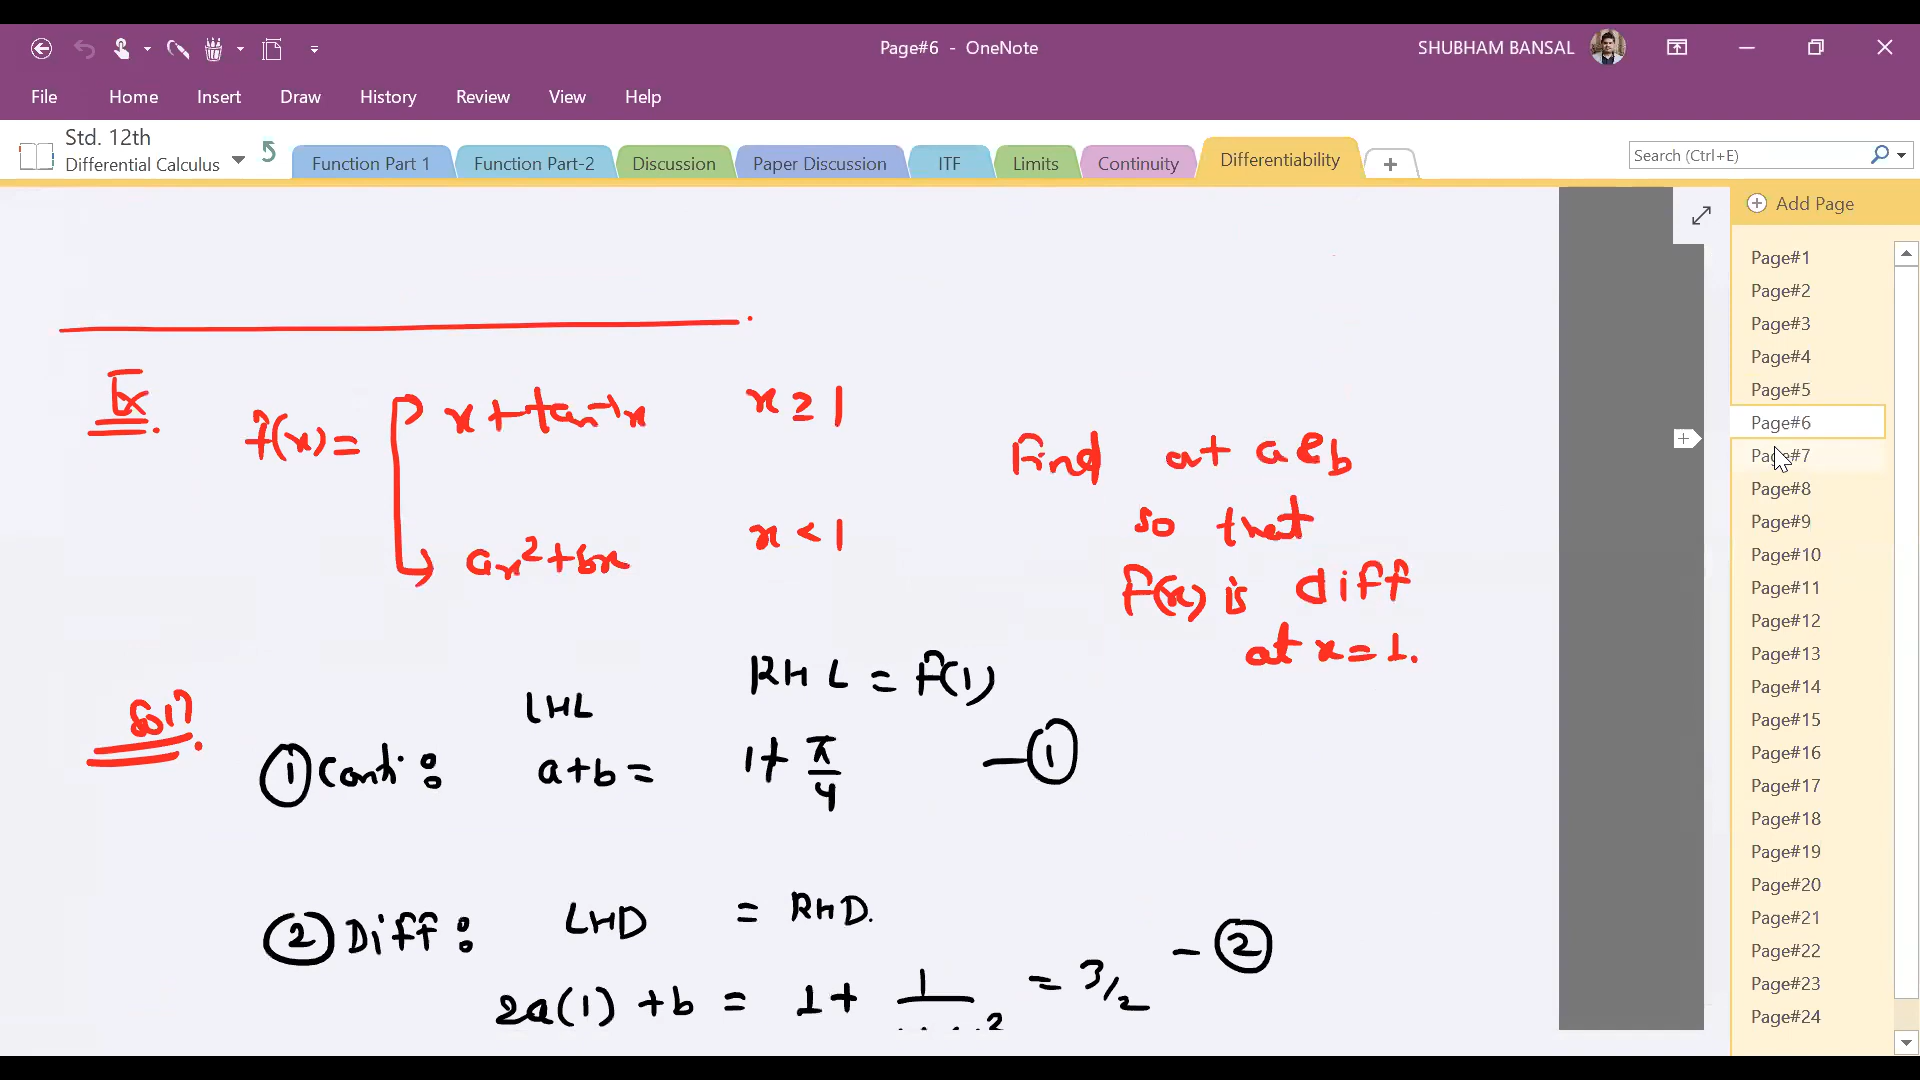 Page#6 - OneNote
SHUBHAM BANSAL
File Home Insert Draw History Review View Help
Std. 12th
Differential Calculus
Function Part 1 Function Part-2 Discussion Paper Discussion ITF Limits Continuity Differentiability
Search (Ctrl+E)
Add Page
Page#1
Page#2
Page#3
Page#4
Page#5
Page#6
Page#7
Page#8
Page#9
Page#10
Page#11
Page#12
Page#13
Page#14
Page#15
Page#16
Page#17
Page#18
Page#19
Page#20
Page#21
Page#22
Page#23
Page#24
Ex.
f(x) = x + tan⁻¹x x ≥ 1
ax² + bx x < 1
Find at a & b
so that
f(x) is diff
at x = 1.
Solⁿ.
LHL RHL = f(1)
① Conti: a+b = 1 + π/4 — ①
② Diff: LHD = RHD.
2a(1) + b = 1 + 1 = 3/2 - ②